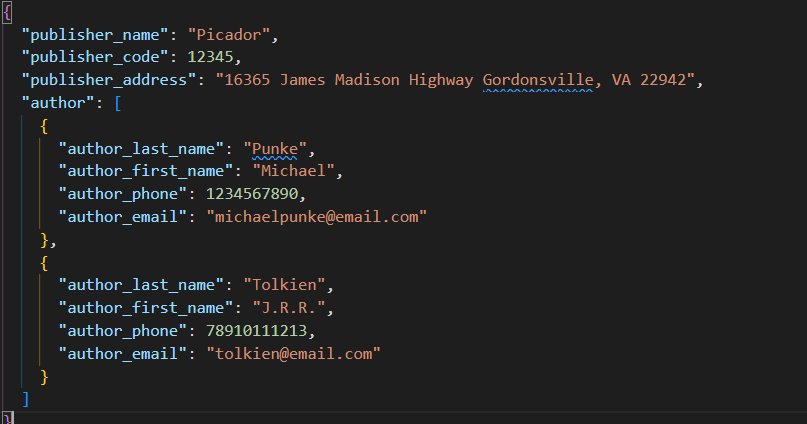 {
  "publisher_name": "Picador",
  "publisher_code": 12345,
  "publisher_address": "16365 James Madison Highway Gordonsville, VA 22942",
  "author": [
    {
      "author_last_name": "Punke",
      "author_first_name": "Michael",
      "author_phone": 1234567890,
      "author_email": "michaelpunke@email.com"
    },
    {
      "author_last_name": "Tolkien",
      "author_first_name": "J.R.R.",
      "author_phone": 78910111213,
      "author_email": "tolkien@email.com"
    }
  ]
}